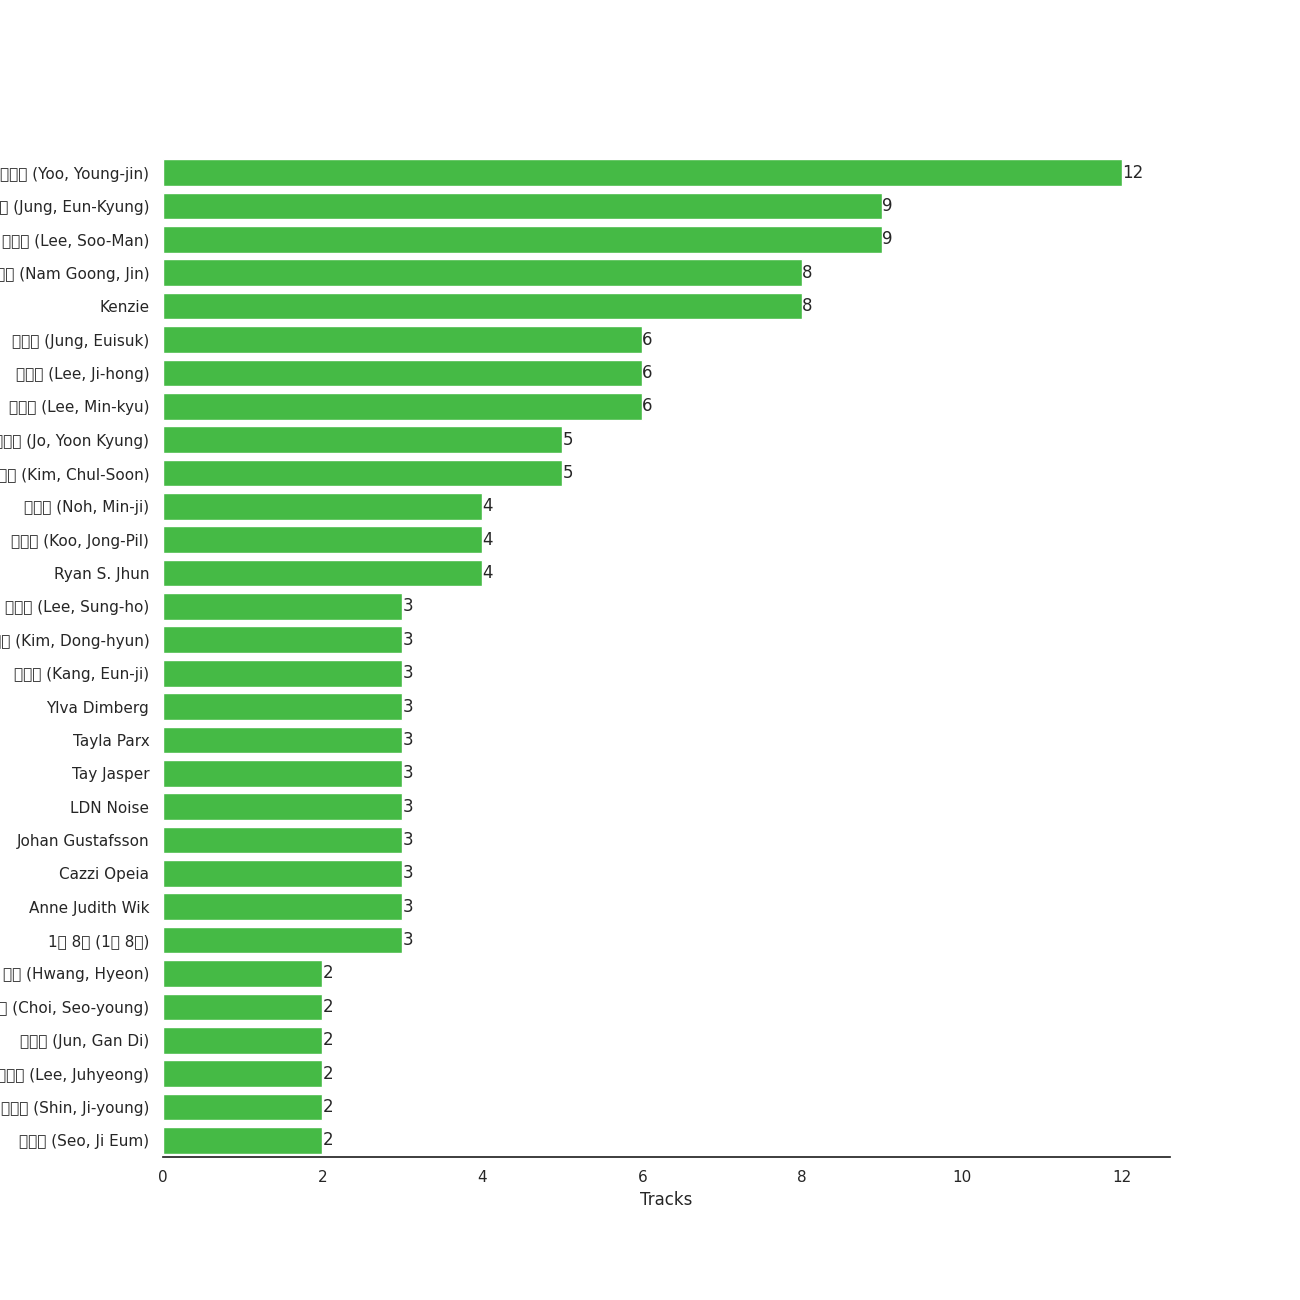 (Yoo, Young-jin) 12
(Jung, Eun-Kyung) 9
(Lee, Soo-Man) 9
(Nam Goong, Jin) 8
Kenzie 8
(Jung, Euisuk) 6
(Lee, Ji-hong) 6
(Lee, Min-kyu) 6
(Jo, Yoon Kyung) 5
(Kim, Chul-Soon) 5
(Noh, Min-ji) 4
(Koo, Jong-Pil) 4
Ryan S. Jhun 4
(Lee, Sung-ho) 3
(Kim, Dong-hyun) 3
(Kang, Eun-ji) 3
Ylva Dimberg 3
Tayla Parx 3
Tay Jasper 3
LDN Noise 3
Johan Gustafsson 3
Cazzi Opeia 3
Anne Judith Wik 3
1 8 (1 8) 3
(Hwang, Hyeon) 2
(Choi, Seo-young) 2
(Jun, Gan Di) 2
(Lee, Juhyeong) 2
(Shin, Ji-young) 2
(Seo, Ji Eum) 2
0 2 4 6 8 10 12
Tracks